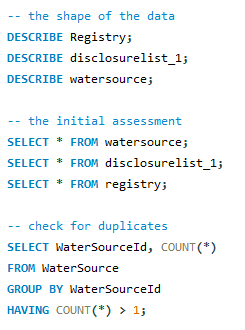 -- the shape of the data
DESCRIBE Registry;
DESCRIBE disclosurelist_1;
DESCRIBE watersource;
-- the initial assessment
SELECT * FROM watersource;
SELECT * FROM disclosurelist_1;
SELECT * FROM registry;
-- check for duplicates
SELECT WaterSourceId, COUNT(*)
FROM WaterSource
GROUP BY WaterSourceId
HAVING COUNT(*) > 1;